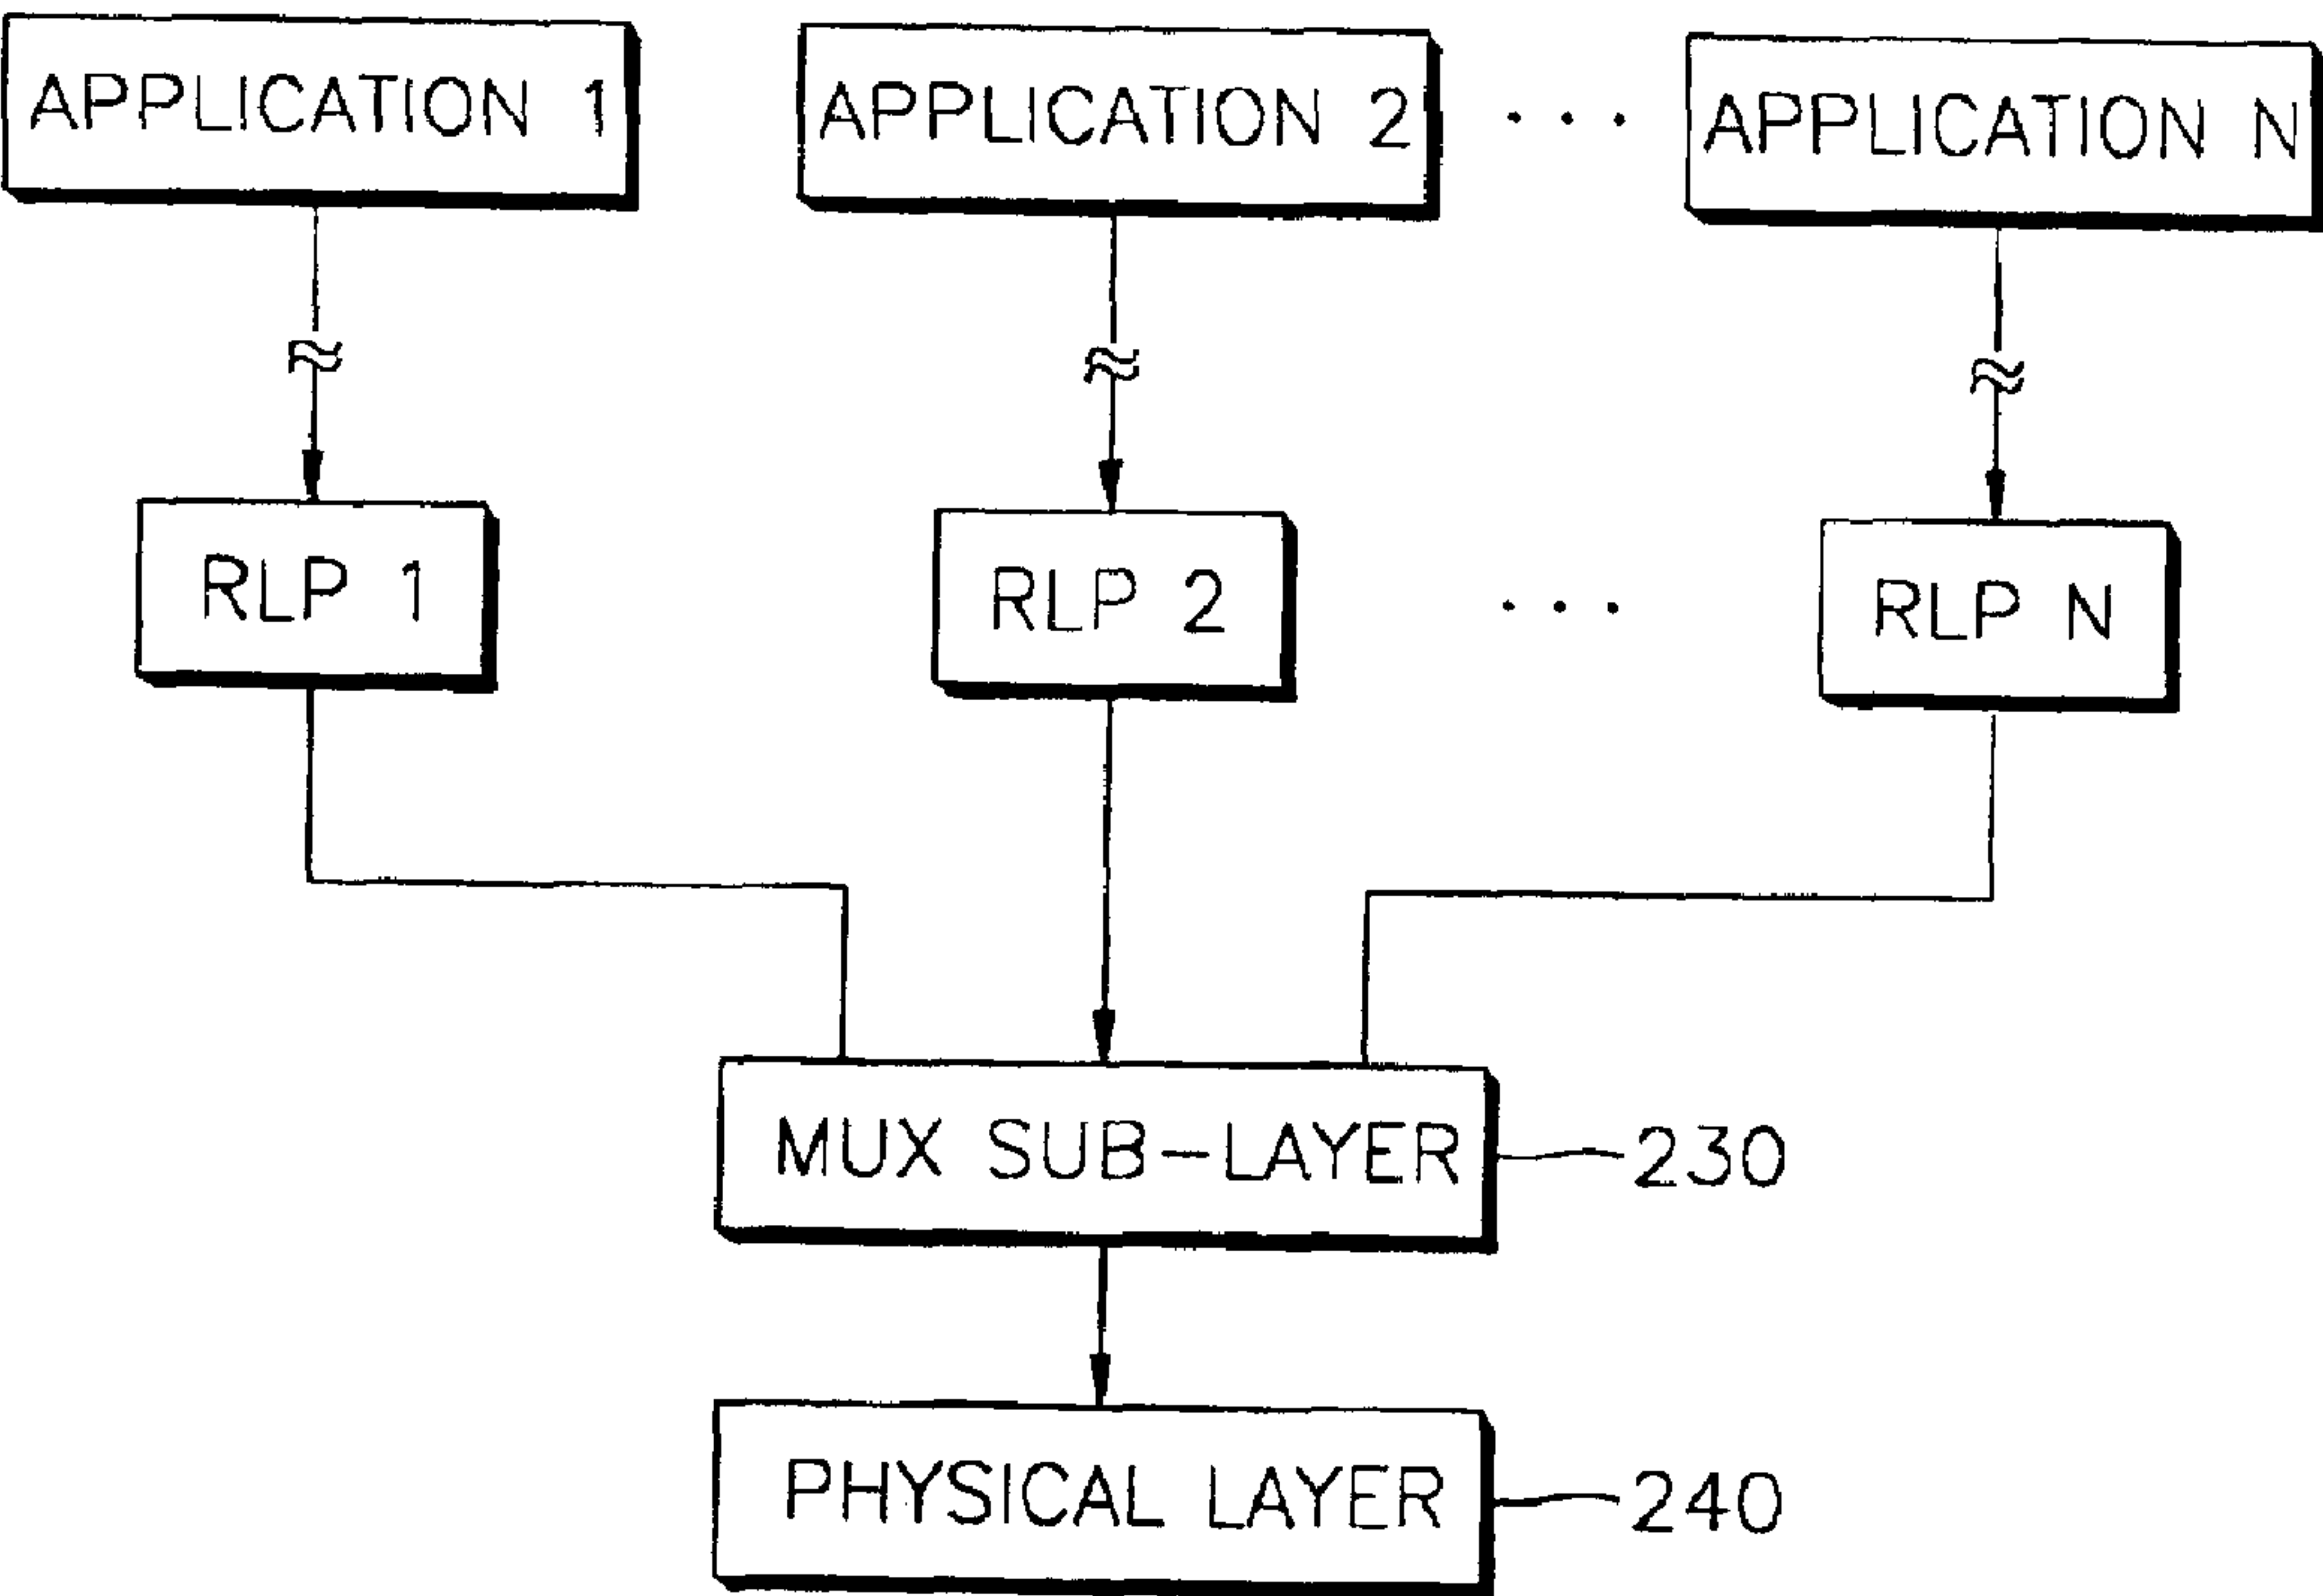 APPLICATION 1
APPLICATION 2
. . .
APPLICATION N
RLP 1
RLP 2
. . .
RLP N
MUX SUB-LAYER
230
PHYSICAL LAYER
240